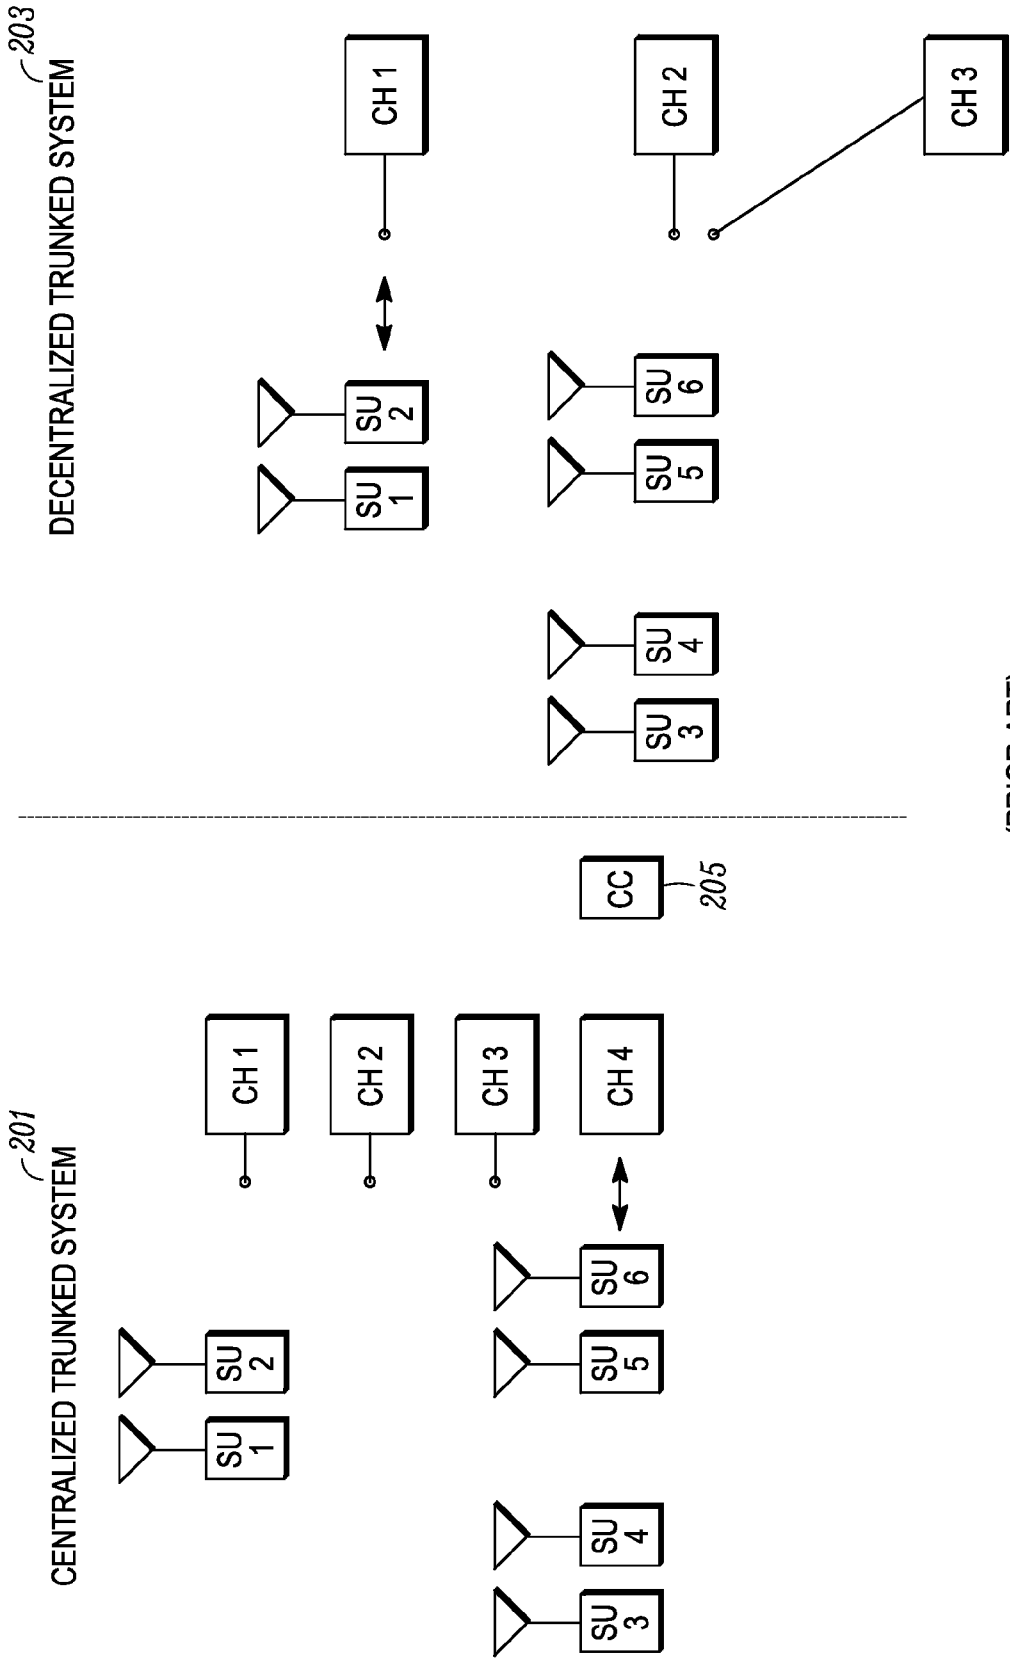 CENTRALIZED TRUNKED SYSTEM
201
SU
1
SU
2
CH 1
CH 2
CH 3
SU
3
SU
4
SU
5
SU
6
CH 4
CC
205
DECENTRALIZED TRUNKED SYSTEM
203
SU
1
SU
2
CH 1
SU
3
SU
4
SU
5
SU
6
CH 2
CH 3
(PRIOR ART)